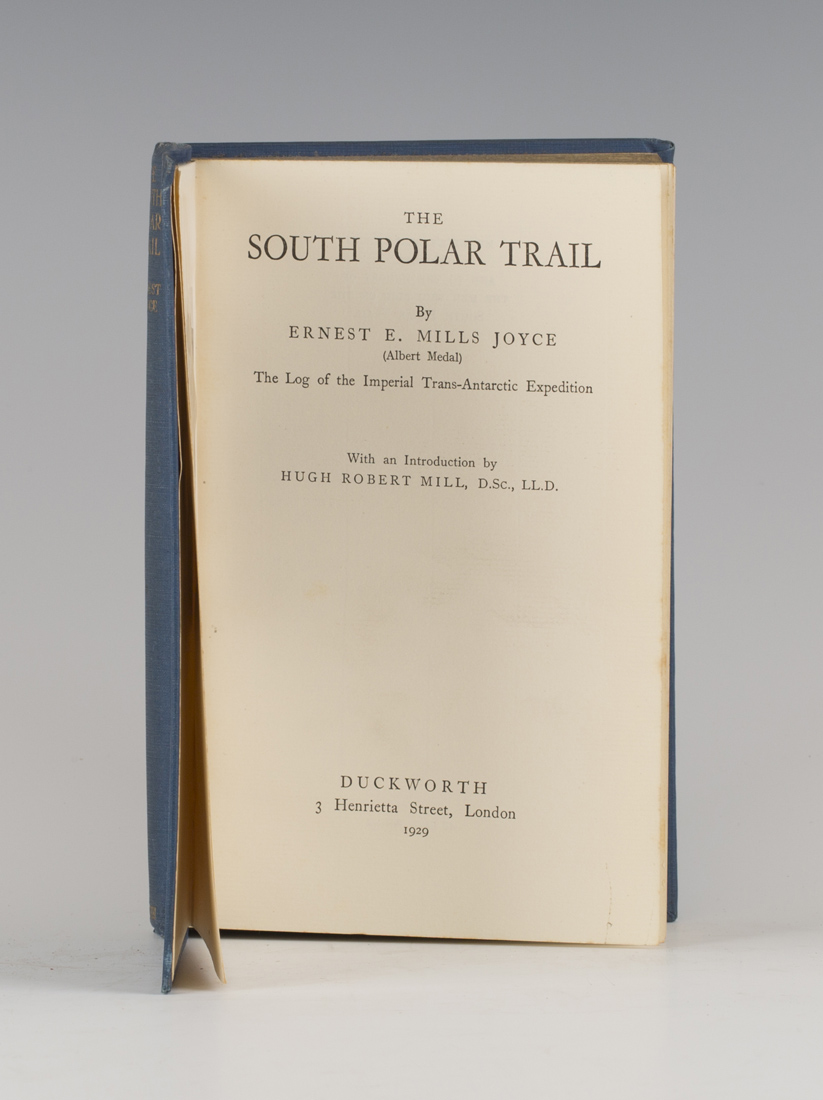 THE
SOUTH POLAR TRAIL
By
ERNEST E. MILLS JOYCE
(Albert Medal)
The Log of the Imperial Trans-Antarctic Expedition
With an Introduction by
HUGH ROBERT MILL, D.Sc., LL.D.
DUCKWORTH
3 Henrietta Street, London
1929